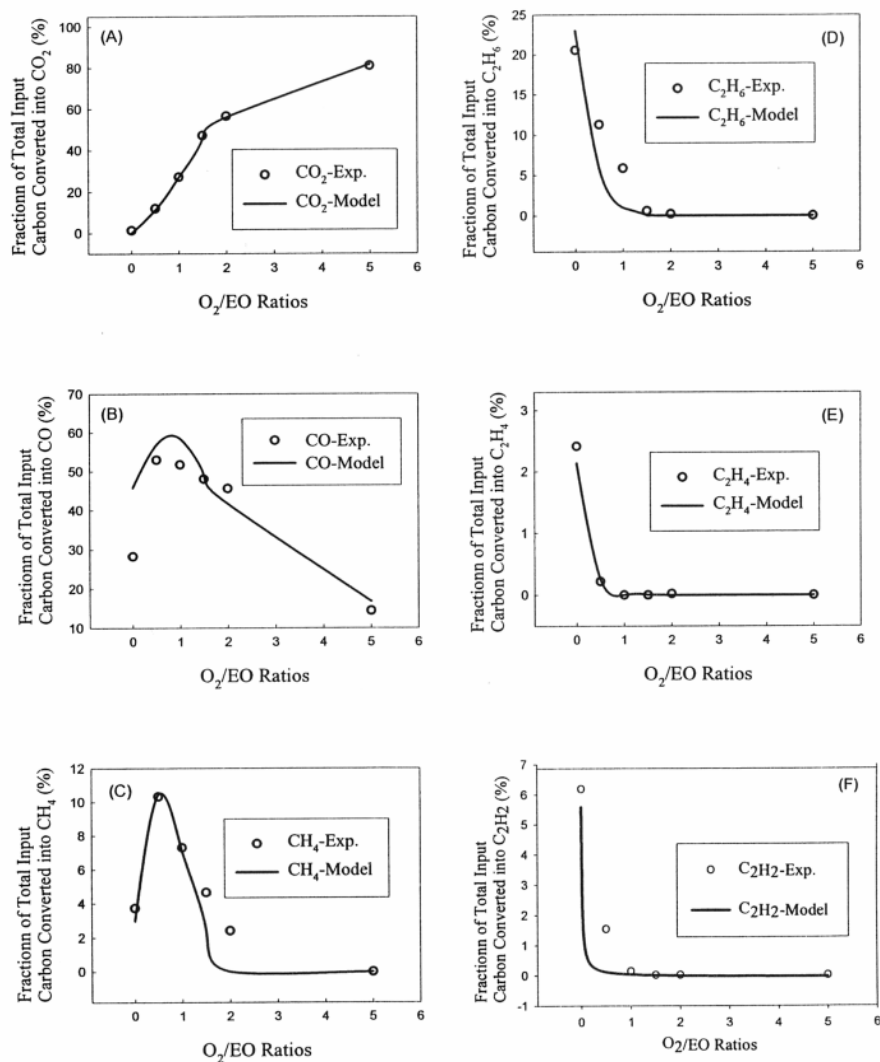 (A)
Fractionn of Total Input
Carbon Converted into CO₂ (%)
100
80
60
40
20
0
CO₂-Exp.
CO₂-Model
0 1 2 3 4 5 6
O₂/EO Ratios
(B)
Fractionn of Total Input
Carbon Converted into CO (%)
70
60
50
40
30
20
10
CO-Exp.
CO-Model
0 1 2 3 4 5 6
O₂/EO Ratios
(C)
Fractionn of Total Input
Carbon Converted into CH₄ (%)
12
10
8
6
4
2
0
CH₄-Exp.
CH₄-Model
0 1 2 3 4 5 6
O₂/EO Ratios
(D)
Fractionn of Total Input
Carbon Converted into C₂H₆ (%)
25
20
15
10
5
0
C₂H₆-Exp.
C₂H₆-Model
0 1 2 3 4 5 6
O₂/EO Ratios
(E)
Fractionn of Total Input
Carbon Converted into C₂H₄ (%)
3
2
1
0
C₂H₄-Exp.
C₂H₄-Model
0 1 2 3 4 5 6
O₂/EO Ratios
(F)
Fractionn of Total Input
Carbon Converted into C₂H2 (%)
7
6
5
4
3
2
1
0
-1
C₂H2-Exp.
C₂H2-Model
0 1 2 3 4 5 6
O₂/EO Ratios